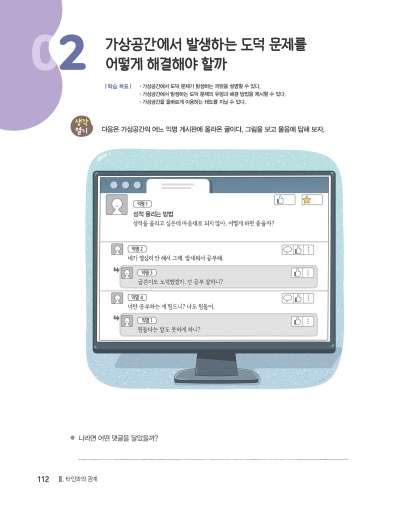 02
가상공간에서 발생하는 도덕 문제를
어떻게 해결해야 할까
| 학습 목표 |
• 가상공간에서 도덕 문제가 발생하는 까닭을 설명할 수 있다.
• 가상공간에서 발생하는 도덕 문제의 유형과 해결 방법을 제시할 수 있다.
• 가상공간을 올바르게 이용하는 태도를 지닐 수 있다.
생각
열기
다음은 가상공간의 어느 익명 게시판에 올라온 글이다. 그림을 보고 물음에 답해 보자.
익명 1
성적 올리는 방법
성적을 올리고 싶은데 마음대로 되지 않아. 어떻게 하면 좋을까?
익명 2
네가 열심히 안 해서 그래. 밤새워서 공부해.
익명 3
글쓴이도 노력했겠지. 넌 공부 잘하니?
익명 4
너만 공부하는 게 힘드니? 나도 힘들어.
익명 1
힘들다는 말도 못하게 하니?
• 나라면 어떤 댓글을 달았을까?
112 Ⅱ. 타인과의 관계